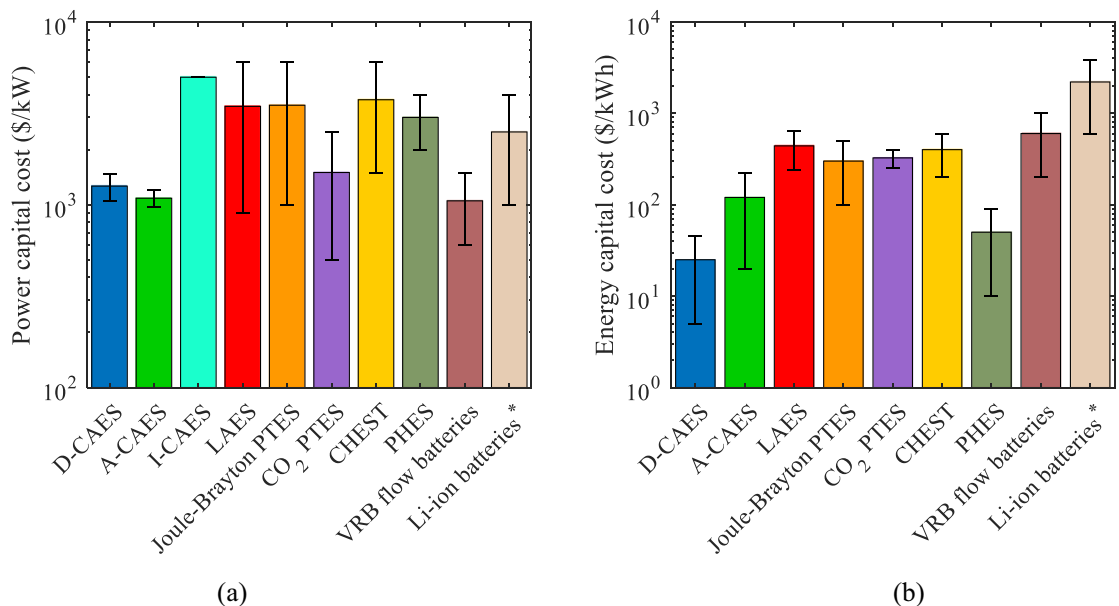 10^4
10^3
10^2
Power capital cost ($/kW)
D-CAES
A-CAES
I-CAES
LAES
Joule-Brayton PTES
CO_2 PTES
CHEST
PHES
VRB flow batteries
Li-ion batteries*
(a)
10^4
10^3
10^2
10^1
10^0
Energy capital cost ($/kWh)
D-CAES
A-CAES
LAES
Joule-Brayton PTES
CO_2 PTES
CHEST
PHES
VRB flow batteries
Li-ion batteries*
(b)